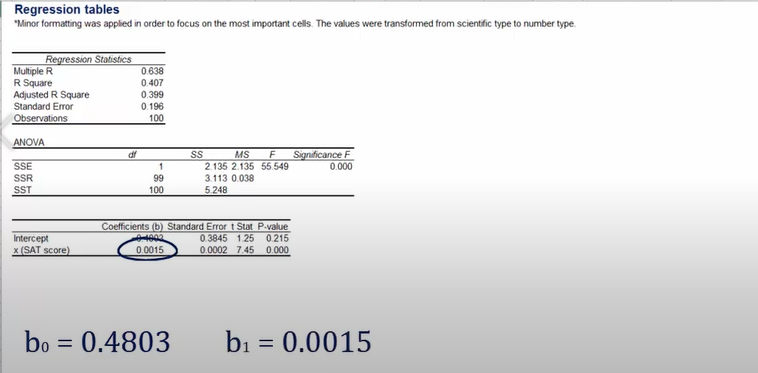 Regression tables
*Minor formatting was applied in order to focus on the most important cells. The values were transformed from scientific type to number type.
Regression Statistics
Multiple R 0.638
R Square 0.407
Adjusted R Square 0.399
Standard Error 0.196
Observations 100
ANOVA
df SS MS F Significance F
SSE 1 2.135 2.135 55.549 0.000
SSR 99 3.113 0.038
SST 100 5.248
Coefficients (b) Standard Error t Stat P-value
Intercept 0.4803 0.3845 1.25 0.215
x (SAT score) 0.0015 0.0002 7.45 0.000
b₀ = 0.4803 b₁ = 0.0015